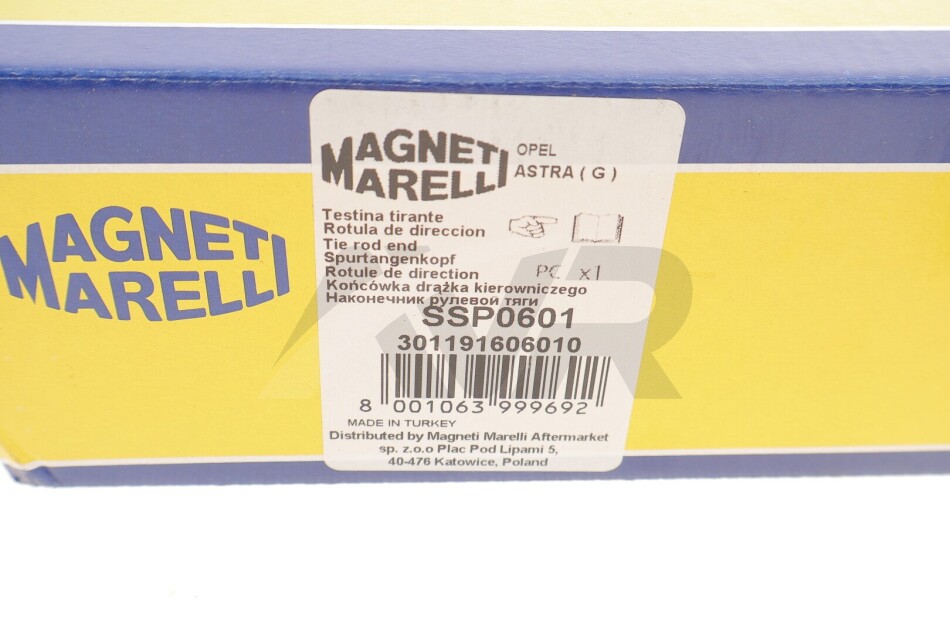 MAGNETI
MARELLI
MAGNETI
MARELLI
OPEL
ASTRA ( G )
Testina tirante
Rotula de direccion
Tie rod end
Spurtangenkopf
Rotule de direction
Końcówka drążka kierowniczego
Наконечник рулевой тяги
PC x1
SSP0601
301191606010
8 001063 999692
MADE IN TURKEY
Distributed by Magneti Marelli Aftermarket
sp. z.o.o Plac Pod Lipami 5,
40-476 Katowice, Poland